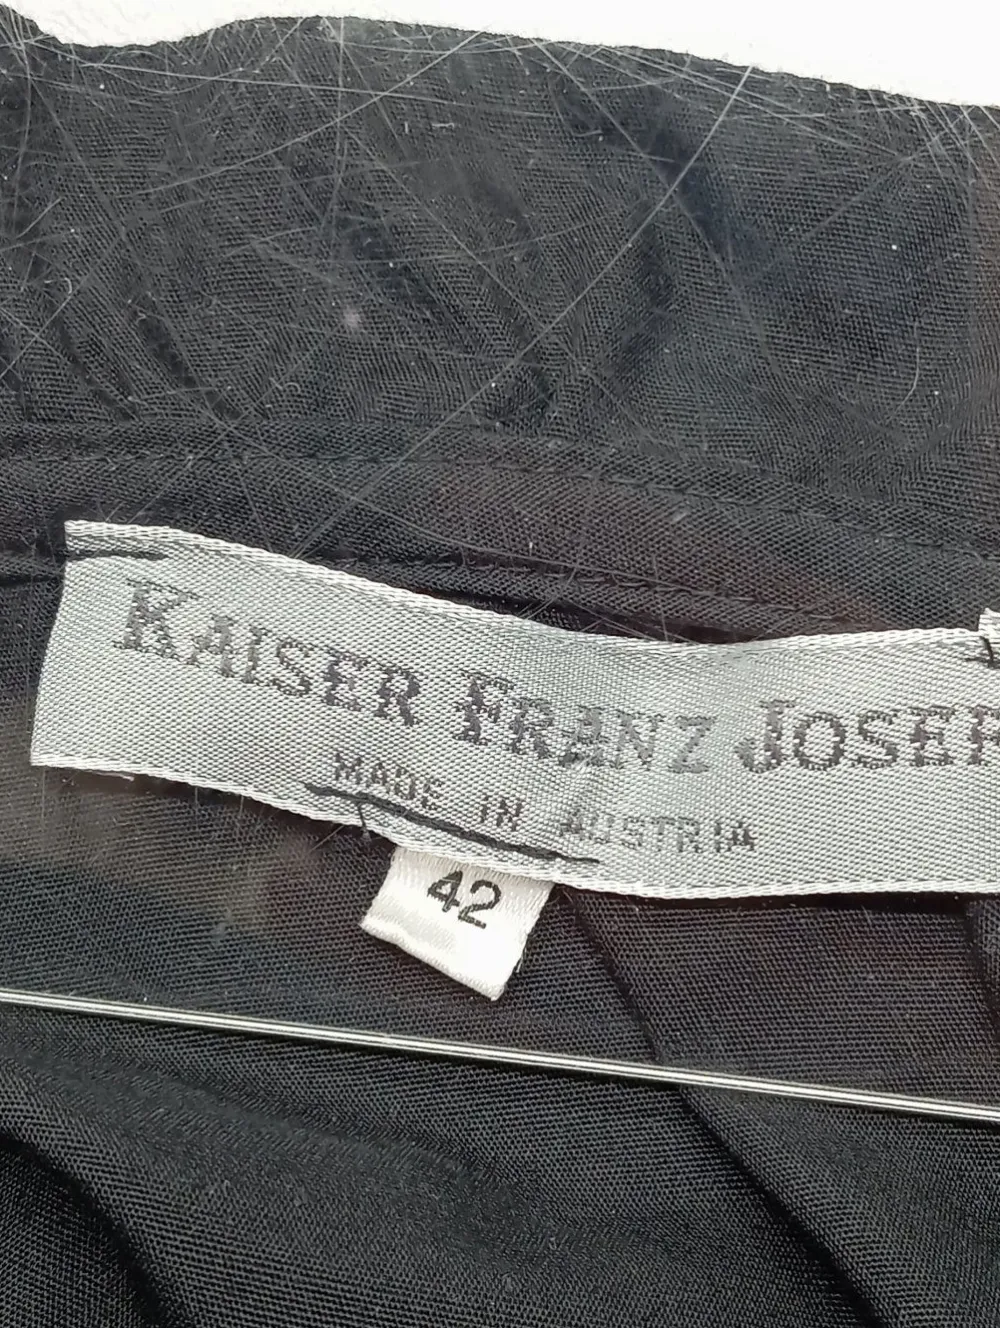 KAISER FRANZ JOSEF
MADE IN AUSTRIA
42